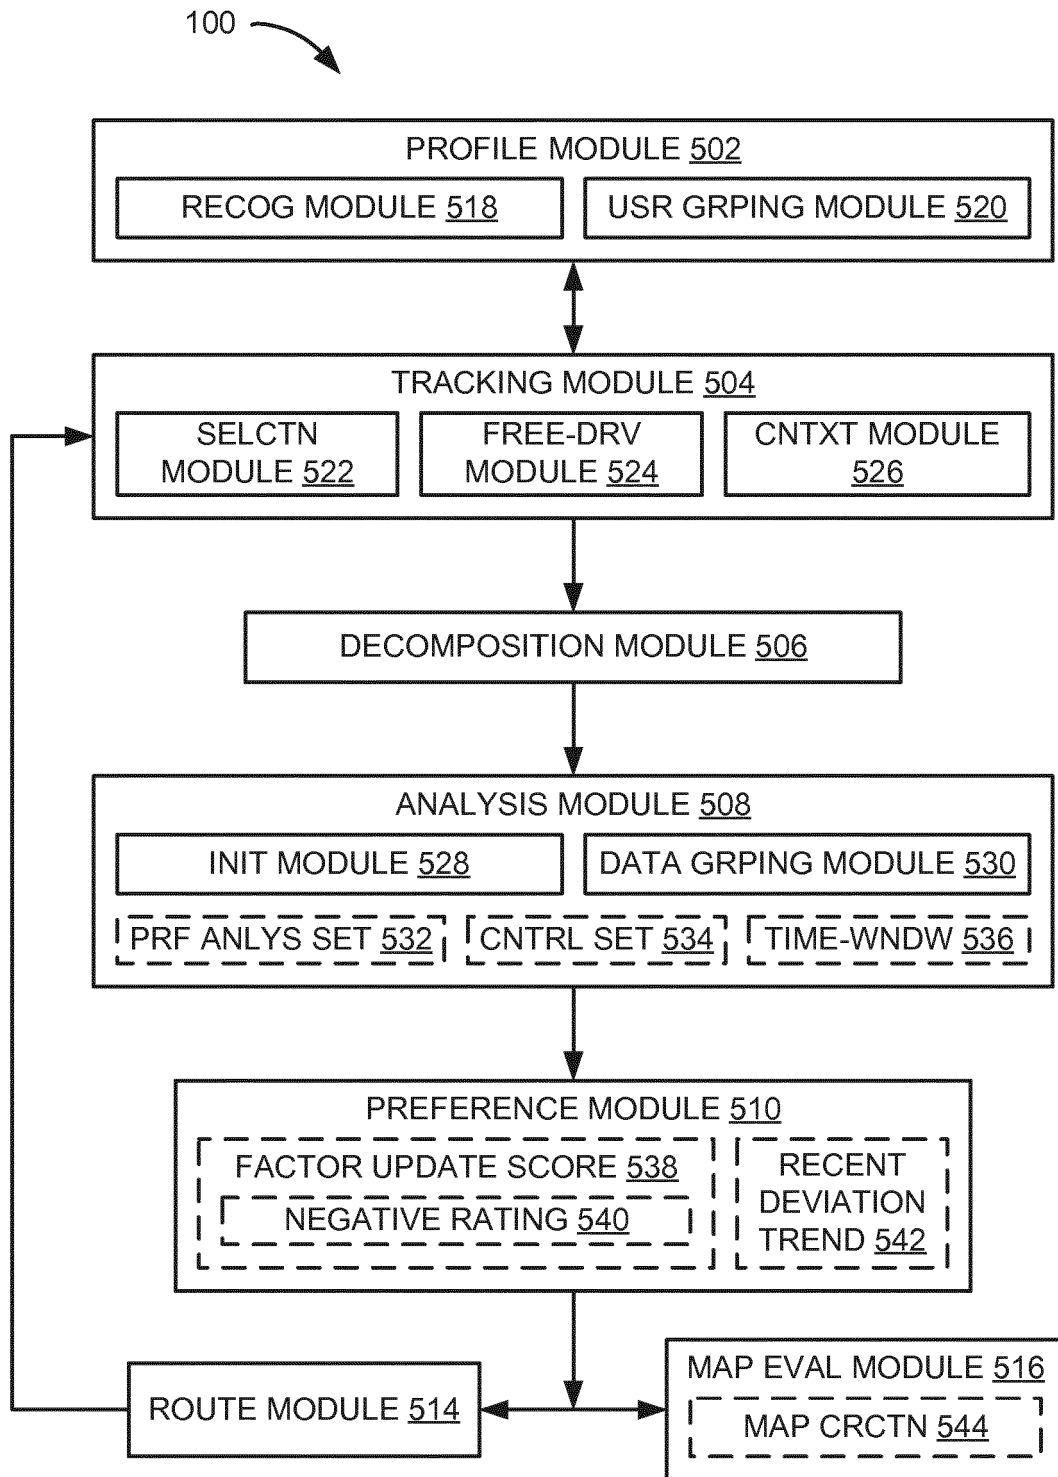 100
PROFILE MODULE 502
RECOG MODULE 518
USR GRPING MODULE 520
TRACKING MODULE 504
SELCTN
MODULE 522
FREE-DRV
MODULE 524
CNTXT MODULE
526
DECOMPOSITION MODULE 506
ANALYSIS MODULE 508
INIT MODULE 528
DATA GRPING MODULE 530
PRF ANLYS SET 532
CNTRL SET 534
TIME-WNDW 536
PREFERENCE MODULE 510
FACTOR UPDATE SCORE 538
NEGATIVE RATING 540
RECENT
DEVIATION
TREND 542
ROUTE MODULE 514
MAP EVAL MODULE 516
MAP CRCTN 544